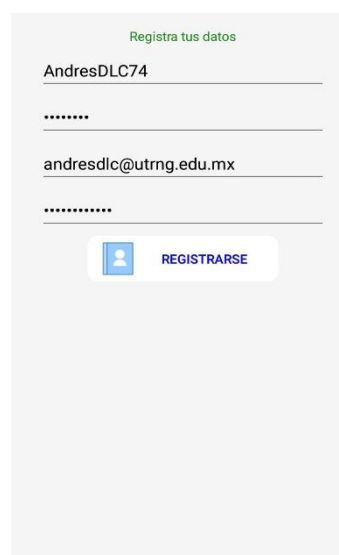 Registra tus datos
AndresDLC74
••••••••
andresdlc@utrng.edu.mx
••••••••••••
REGISTRARSE